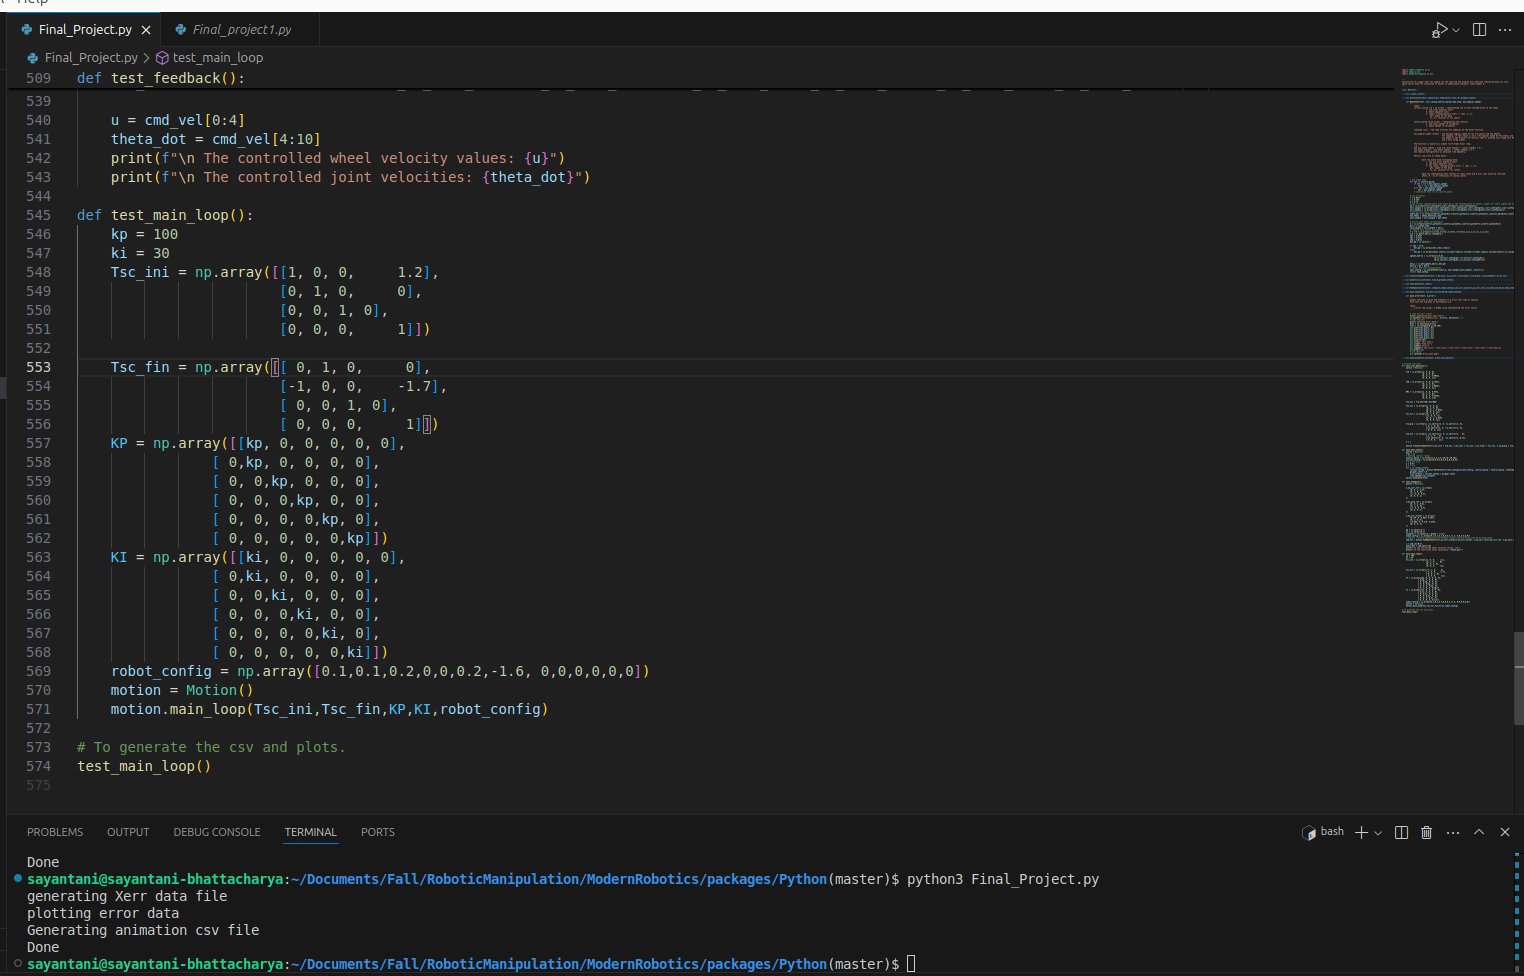 Help
Final_Project.py
Final_project1.py
Final_Project.py > test_main_loop
509 def test_feedback():
539
540 u = cmd_vel[0:4]
541 theta_dot = cmd_vel[4:10]
542 print(f"\n The controlled wheel velocity values: {u}")
543 print(f"\n The controlled joint velocities: {theta_dot}")
544
545 def test_main_loop():
546 kp = 100
547 ki = 30
548 Tsc_ini = np.array([[1, 0, 0, 1.2],
549 [0, 1, 0, 0],
550 [0, 0, 1, 0],
551 [0, 0, 0, 1]])
552
553 Tsc_fin = np.array([[ 0, 1, 0, 0],
554 [-1, 0, 0, -1.7],
555 [ 0, 0, 1, 0],
556 [ 0, 0, 0, 1]])
557 KP = np.array([[kp, 0, 0, 0, 0, 0],
558 [ 0,kp, 0, 0, 0, 0],
559 [ 0, 0,kp, 0, 0, 0],
560 [ 0, 0, 0,kp, 0, 0],
561 [ 0, 0, 0, 0,kp, 0],
562 [ 0, 0, 0, 0, 0,kp]])
563 KI = np.array([[ki, 0, 0, 0, 0, 0],
564 [ 0,ki, 0, 0, 0, 0],
565 [ 0, 0,ki, 0, 0, 0],
566 [ 0, 0, 0,ki, 0, 0],
567 [ 0, 0, 0, 0,ki, 0],
568 [ 0, 0, 0, 0, 0,ki]])
569 robot_config = np.array([0.1,0.1,0.2,0,0,0.2,-1.6, 0,0,0,0,0,0])
570 motion = Motion()
571 motion.main_loop(Tsc_ini,Tsc_fin,KP,KI,robot_config)
572
573 # To generate the csv and plots.
574 test_main_loop()
575
PROBLEMS OUTPUT DEBUG CONSOLE TERMINAL PORTS
bash
Done
sayantani@sayantani-bhattacharya:~/Documents/Fall/RoboticManipulation/ModernRobotics/packages/Python(master)$ python3 Final_Project.py
generating Xerr data file
plotting error data
Generating animation csv file
Done
sayantani@sayantani-bhattacharya:~/Documents/Fall/RoboticManipulation/ModernRobotics/packages/Python(master)$